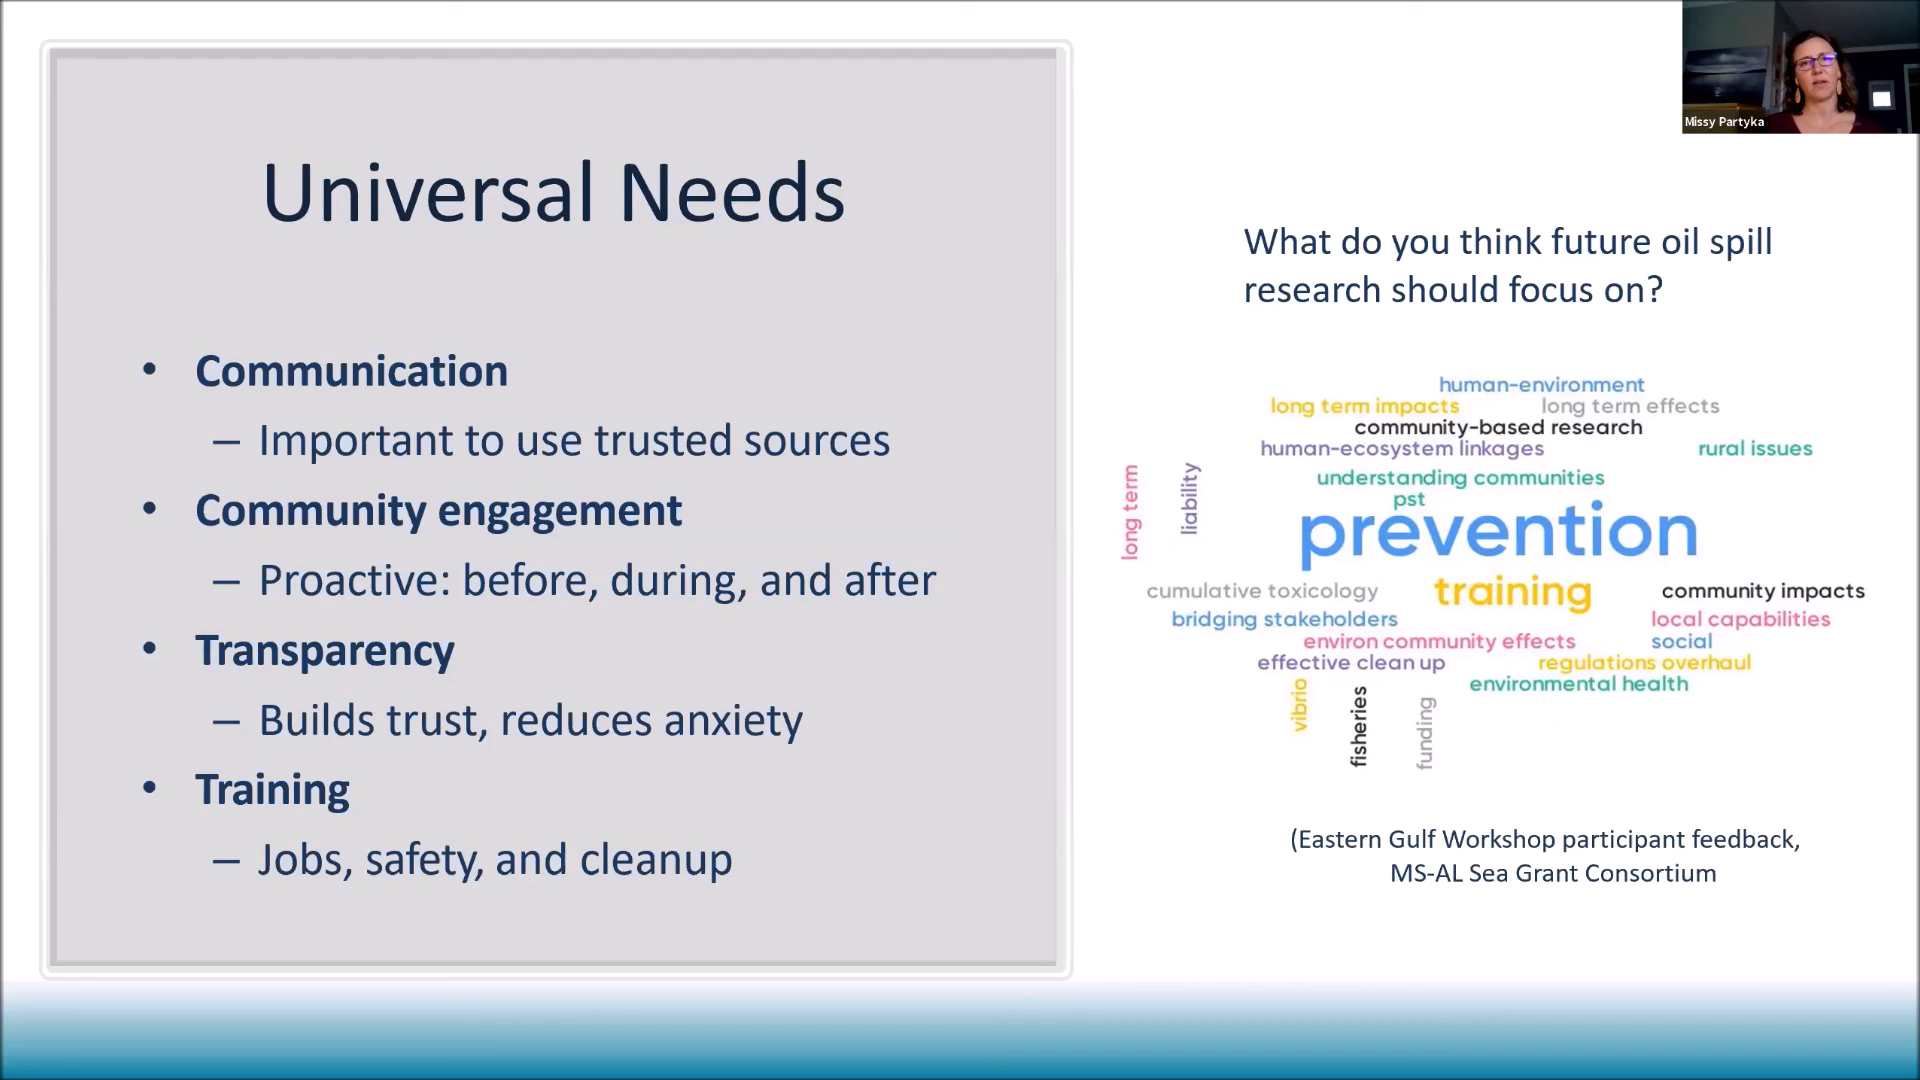 Universal Needs
• Communication
– Important to use trusted sources
• Community engagement
– Proactive: before, during, and after
• Transparency
– Builds trust, reduces anxiety
• Training
– Jobs, safety, and cleanup
Missy Partyka
What do you think future oil spill
research should focus on?
human-environment
long term impacts
long term effects
community-based research
human-ecosystem linkages
rural issues
understanding communities
long term
liability
pst
prevention
cumulative toxicology
training
community impacts
bridging stakeholders
local capabilities
environ community effects
social
effective clean up
regulations overhaul
environmental health
vibrio
fisheries
funding
(Eastern Gulf Workshop participant feedback,
MS-AL Sea Grant Consortium